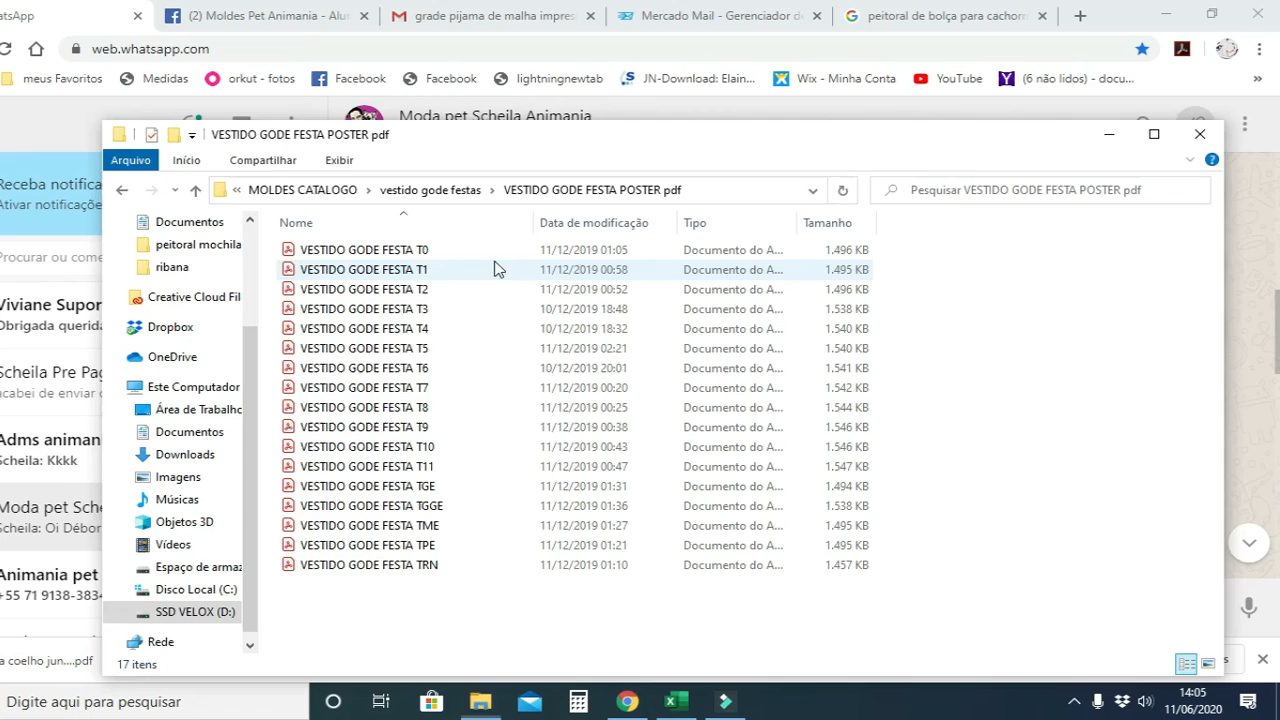 atsApp
(2) Moldes Pet Animania - Alu
grade pijama de malha impres
Mercado Mail - Gerenciador d
peitoral de bolça para cachorr
web.whatsapp.com
meus Favoritos
Medidas
orkut - fotos
Facebook
Facebook
lightningnewtab
JN-Download: Elain...
Wix - Minha Conta
YouTube
(6 não lidos) - docu...
Moda pet Scheila Animania
VESTIDO GODE FESTA POSTER pdf
Arquivo
Início
Compartilhar
Exibir
MOLDES CATALOGO
vestido gode festas
VESTIDO GODE FESTA POSTER pdf
Pesquisar VESTIDO GODE FESTA POSTER pdf
Nome
Data de modificação
Tipo
Tamanho
VESTIDO GODE FESTA T0 11/12/2019 01:05 Documento do A... 1.496 KB
VESTIDO GODE FESTA T1 11/12/2019 00:58 Documento do A... 1.495 KB
VESTIDO GODE FESTA T2 11/12/2019 00:52 Documento do A... 1.496 KB
VESTIDO GODE FESTA T3 10/12/2019 18:48 Documento do A... 1.538 KB
VESTIDO GODE FESTA T4 10/12/2019 18:32 Documento do A... 1.540 KB
VESTIDO GODE FESTA T5 11/12/2019 02:21 Documento do A... 1.540 KB
VESTIDO GODE FESTA T6 10/12/2019 20:01 Documento do A... 1.541 KB
VESTIDO GODE FESTA T7 11/12/2019 00:20 Documento do A... 1.542 KB
VESTIDO GODE FESTA T8 11/12/2019 00:25 Documento do A... 1.544 KB
VESTIDO GODE FESTA T9 11/12/2019 00:38 Documento do A... 1.546 KB
VESTIDO GODE FESTA T10 11/12/2019 00:43 Documento do A... 1.546 KB
VESTIDO GODE FESTA T11 11/12/2019 00:47 Documento do A... 1.547 KB
VESTIDO GODE FESTA TGE 11/12/2019 01:31 Documento do A... 1.494 KB
VESTIDO GODE FESTA TGGE 11/12/2019 01:36 Documento do A... 1.538 KB
VESTIDO GODE FESTA TME 11/12/2019 01:27 Documento do A... 1.495 KB
VESTIDO GODE FESTA TPE 11/12/2019 01:21 Documento do A... 1.495 KB
VESTIDO GODE FESTA TRN 11/12/2019 01:10 Documento do A... 1.457 KB
Documentos
peitoral mochila
ribana
Creative Cloud Fil
Dropbox
OneDrive
Este Computador
Área de Trabalho
Documentos
Downloads
Imagens
Músicas
Objetos 3D
Vídeos
Espaço de arma
Disco Local (C:)
SSD VELOX (D:)
Rede
17 itens
Receba notifica
Ativar notificaçõe
Procurar ou come
Viviane Supor
Obrigada querida
Scheila Pre Pag
acabei de enviar
Adms animan
Scheila: Kkkk
Moda pet Sche
Scheila: Oi Débor
Animania pet
+55 71 9138-3834
a coelho jun....pdf
s
Digite aqui para pesquisar
14:05
11/06/2020